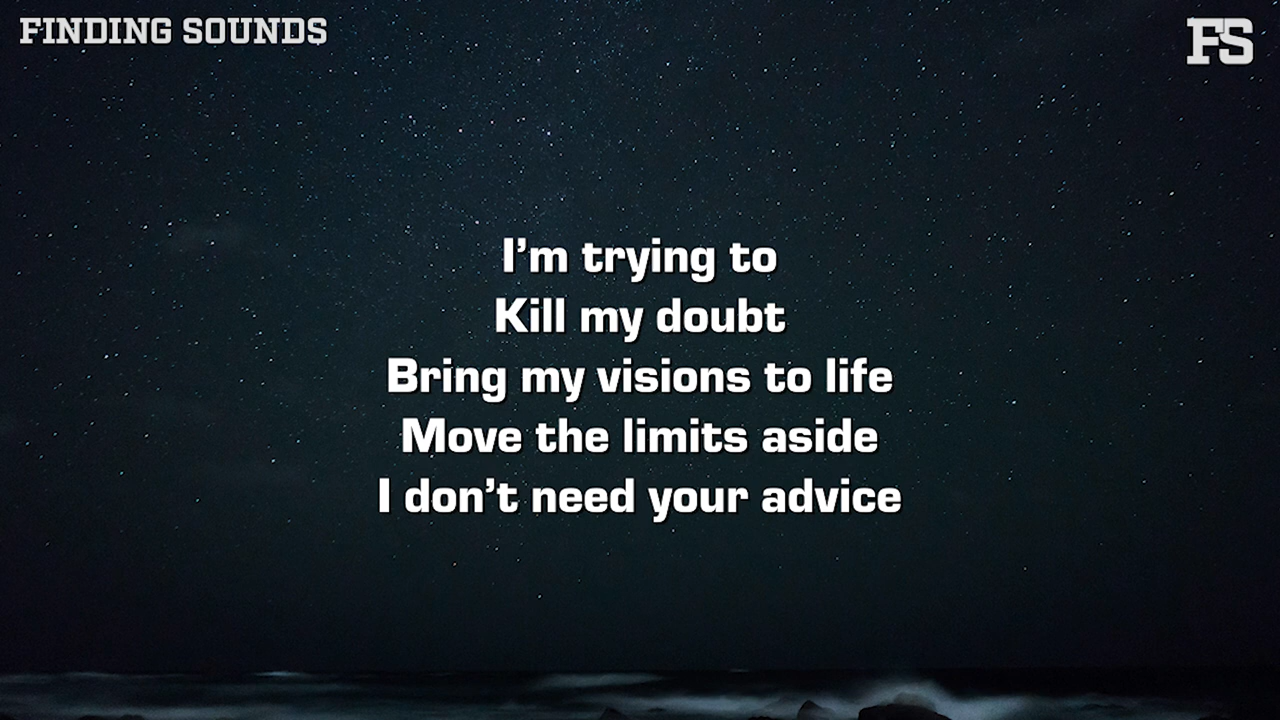 FINDING SOUNDS
FS
I'm trying to
Kill my doubt
Bring my visions to life
Move the limits aside
I don't need your advice